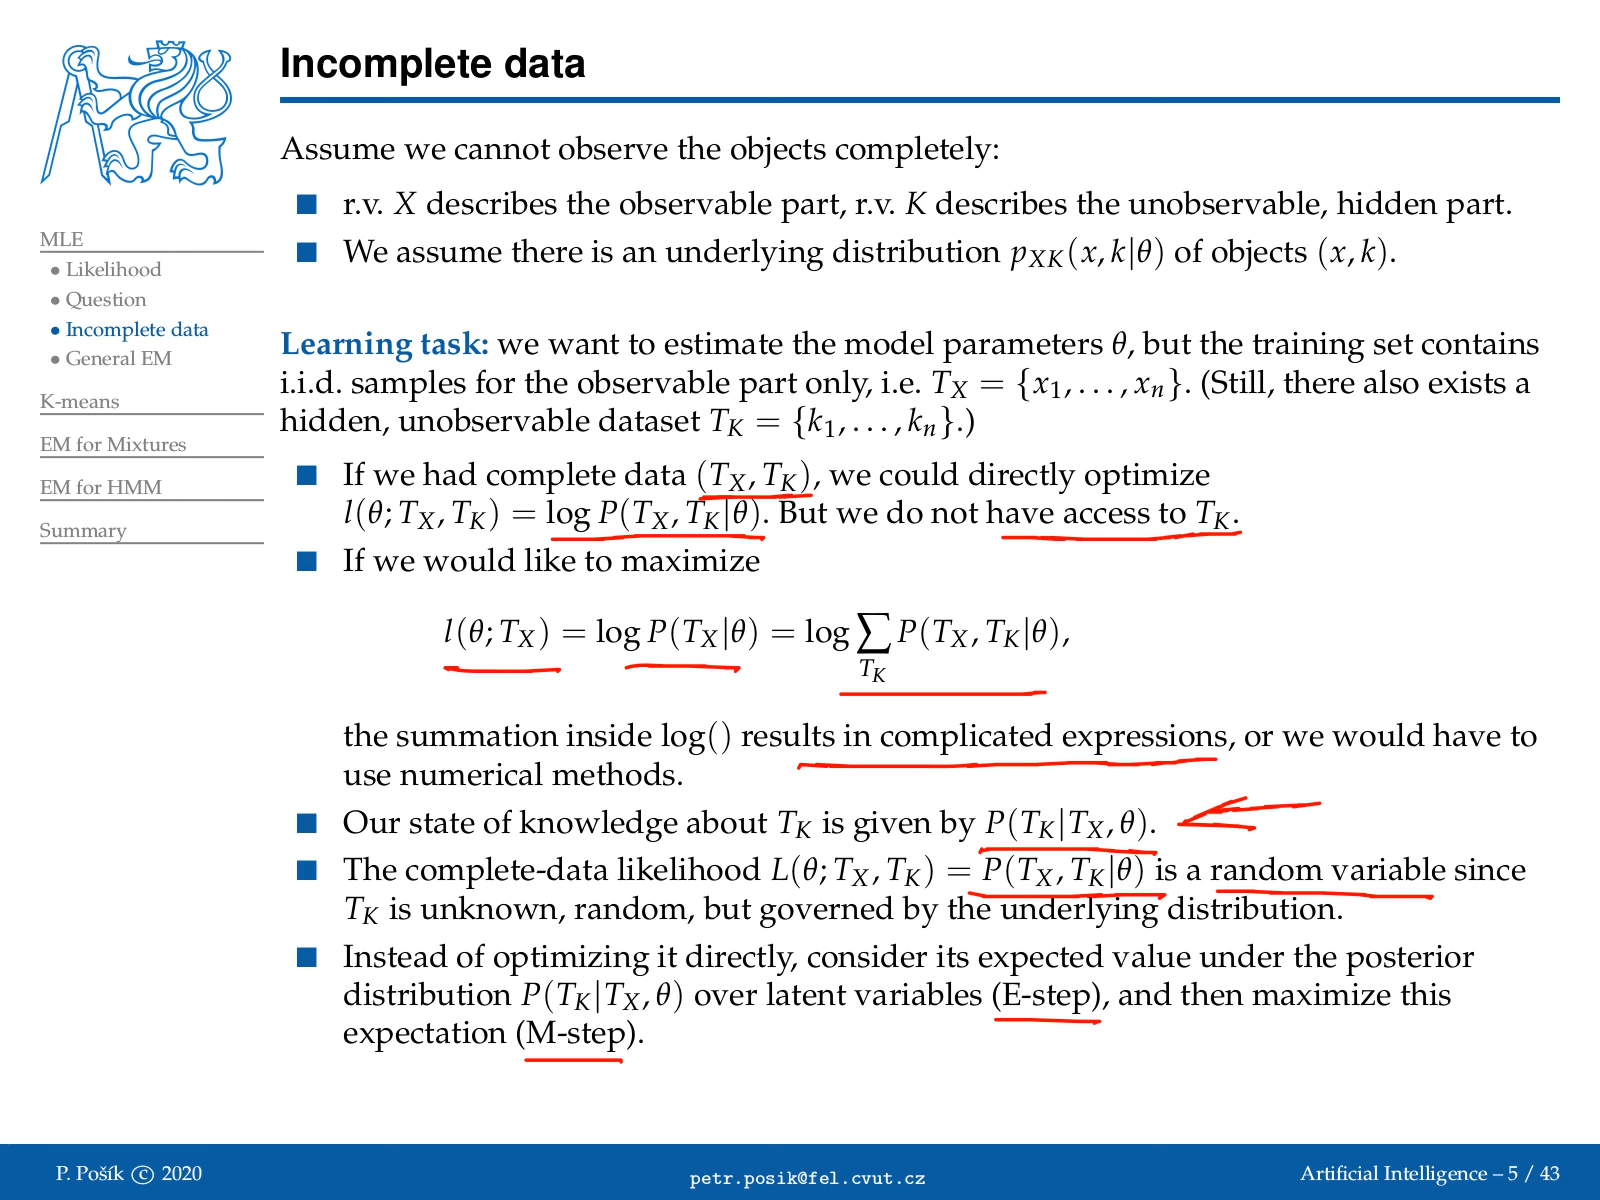 Incomplete data
Assume we cannot observe the objects completely:
■ r.v. X describes the observable part, r.v. K describes the unobservable, hidden part.
■ We assume there is an underlying distribution p_{XK}(x, k|θ) of objects (x, k).
MLE
• Likelihood
• Question
• Incomplete data
• General EM
K-means
EM for Mixtures
EM for HMM
Summary
Learning task: we want to estimate the model parameters θ, but the training set contains
i.i.d. samples for the observable part only, i.e. T_X = {x_1, . . . , x_n}. (Still, there also exists a
hidden, unobservable dataset T_K = {k_1, . . . , k_n}.)
■ If we had complete data (T_X, T_K), we could directly optimize
l(θ; T_X, T_K) = log P(T_X, T_K|θ). But we do not have access to T_K.
■ If we would like to maximize
l(θ; T_X) = log P(T_X|θ) = log ∑_{T_K} P(T_X, T_K|θ),
the summation inside log() results in complicated expressions, or we would have to
use numerical methods.
■ Our state of knowledge about T_K is given by P(T_K|T_X, θ).
■ The complete-data likelihood L(θ; T_X, T_K) = P(T_X, T_K|θ) is a random variable since
T_K is unknown, random, but governed by the underlying distribution.
■ Instead of optimizing it directly, consider its expected value under the posterior
distribution P(T_K|T_X, θ) over latent variables (E-step), and then maximize this
expectation (M-step).
P. Pošík © 2020
petr.posik@fel.cvut.cz
Artificial Intelligence – 5 / 43